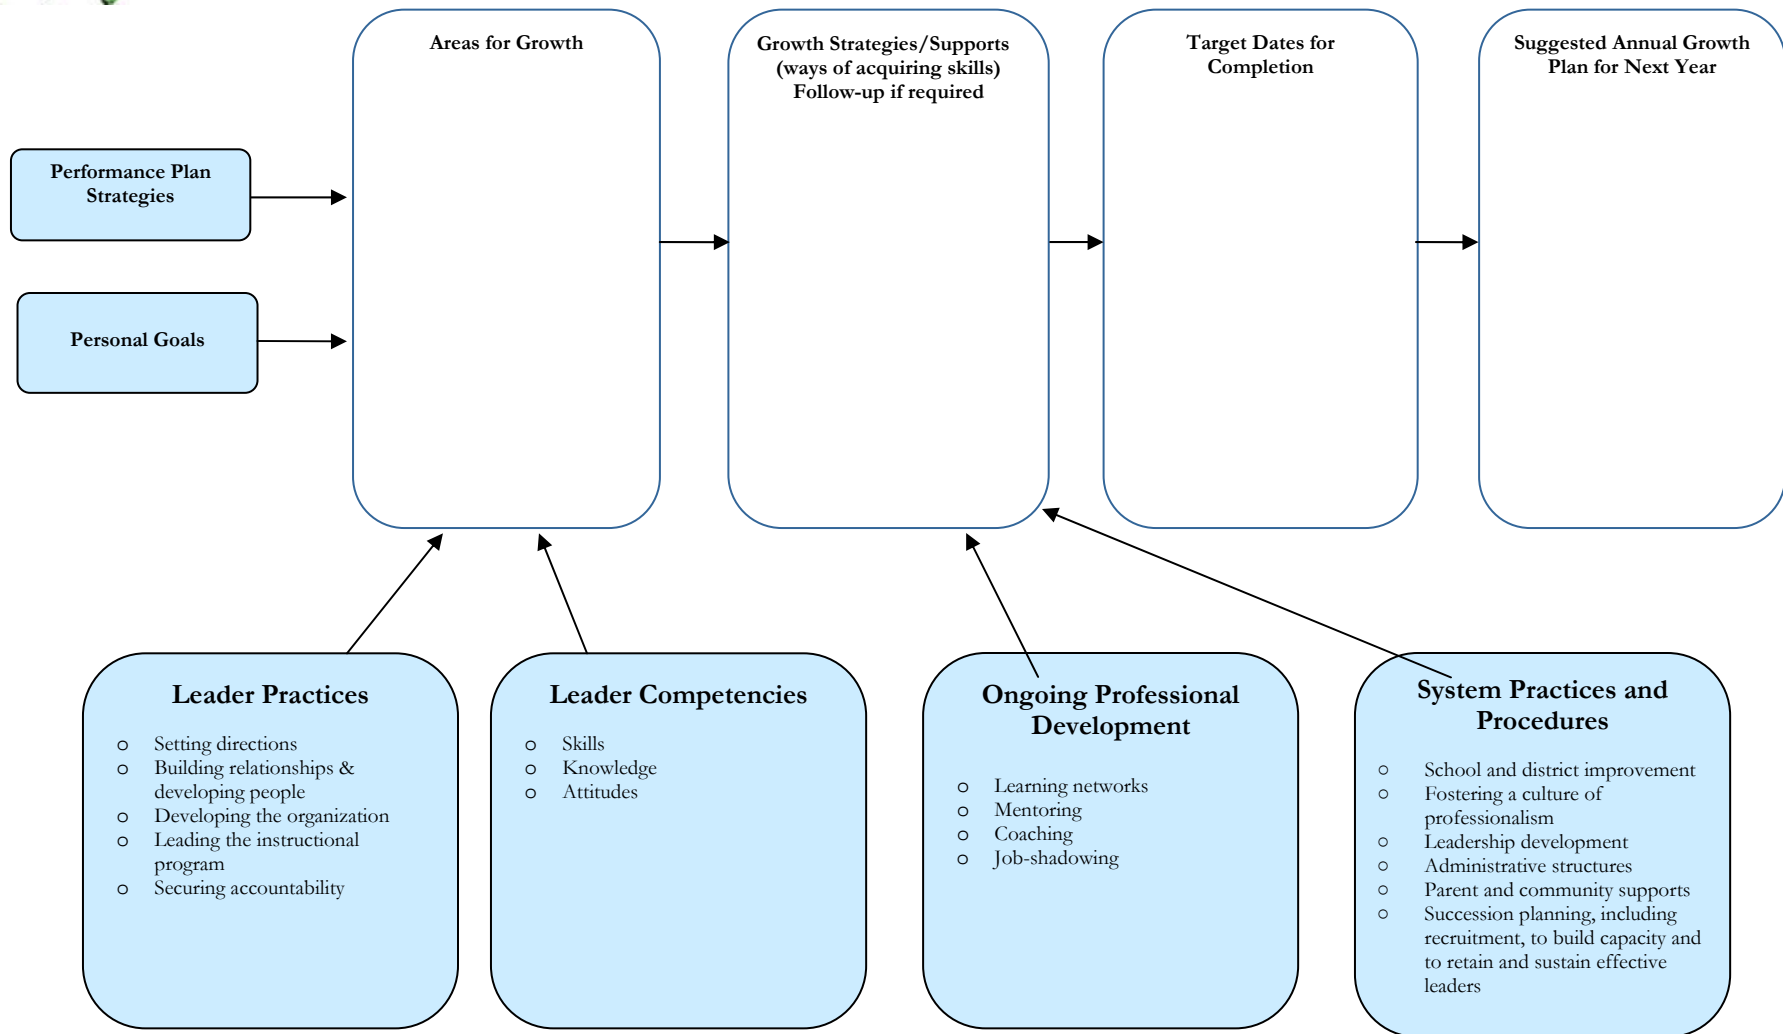 Areas for Growth
Growth Strategies/Supports
(ways of acquiring skills)
Follow-up if required
Target Dates for
Completion
Suggested Annual Growth
Plan for Next Year
Performance Plan
Strategies
Personal Goals
Leader Practices
o Setting directions
o Building relationships &
developing people
o Developing the organization
o Leading the instructional
program
o Securing accountability
Leader Competencies
o Skills
o Knowledge
o Attitudes
Ongoing Professional
Development
o Learning networks
o Mentoring
o Coaching
o Job-shadowing
System Practices and
Procedures
o School and district improvement
o Fostering a culture of
professionalism
o Leadership development
o Administrative structures
o Parent and community supports
o Succession planning, including
recruitment, to build capacity and
to retain and sustain effective
leaders